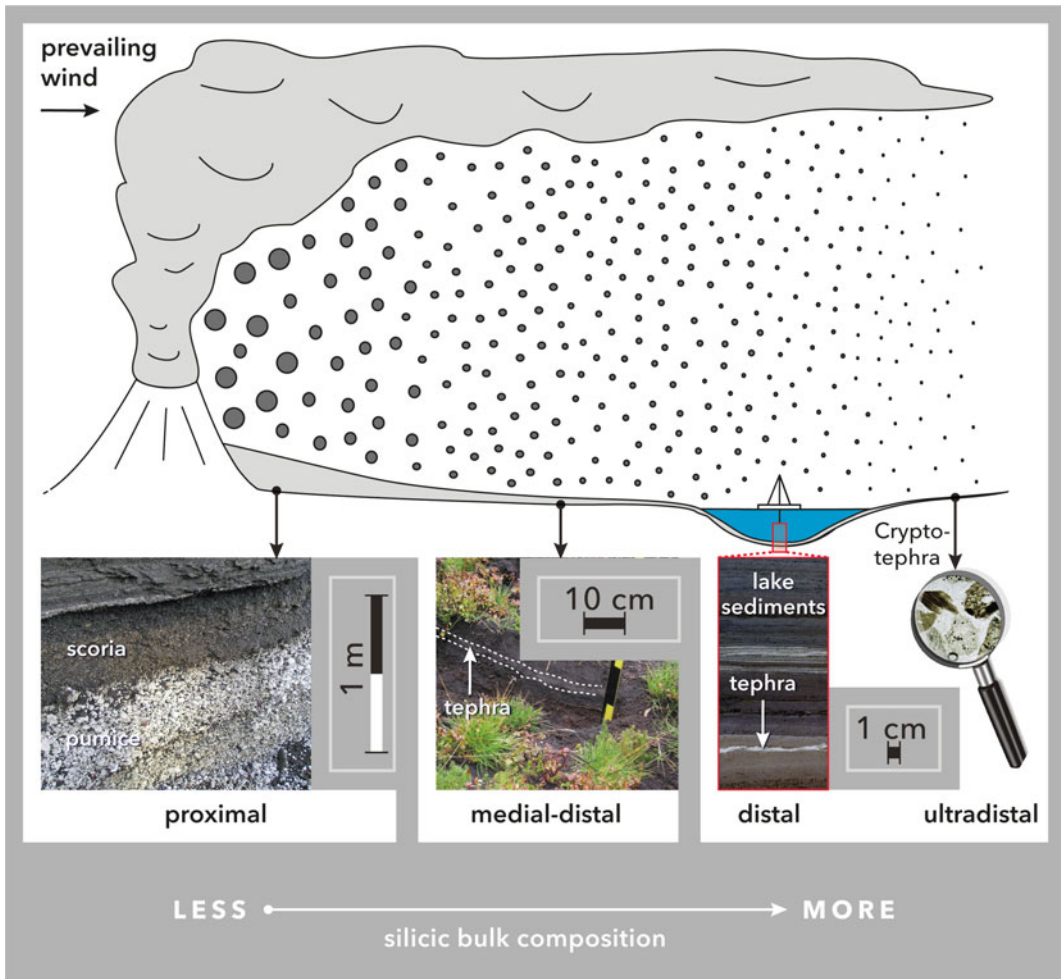 prevailing
wind
Crypto-
tephra
scoria
pumice
1 m
10 cm
tephra
lake
sediments
tephra
1 cm
proximal
medial-distal
distal
ultradistal
LESS
MORE
silicic bulk composition